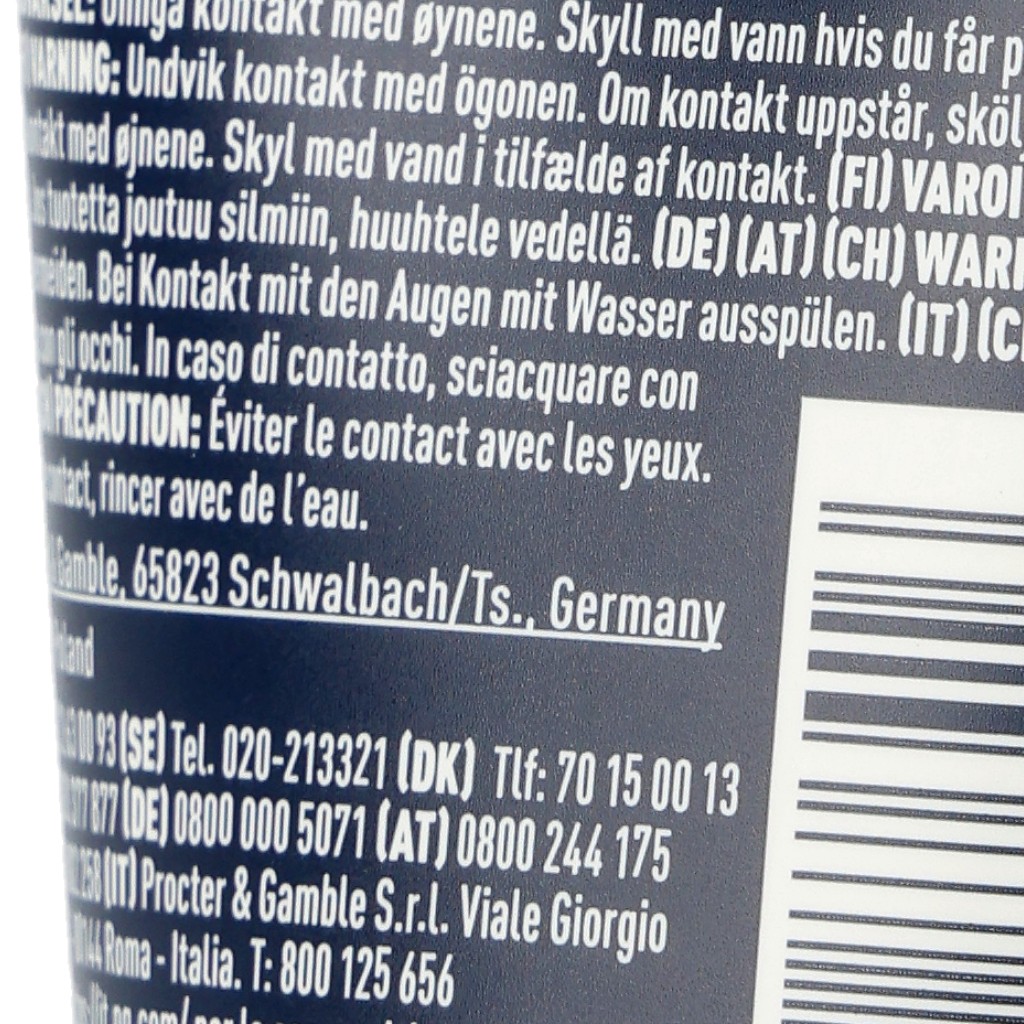 kontakt med øynene. Skyll med vann hvis du får
WARNING: Undvik kontakt med ögonen. Om kontakt uppstår, sköl
med øjnene. Skyl med vand i tilfælde af kontakt. (FI) VAROI
tuotetta joutuu silmiin, huuhtele vedellä. (DE) (AT) (CH) WAR
Bei Kontakt mit den Augen mit Wasser ausspülen. (IT) (C
gli occhi. In caso di contatto, sciacquare con
PRÉCAUTION: Éviter le contact avec les yeux.
rincer avec de l'eau.
Gamble, 65823 Schwalbach/Ts., Germany
00 93 (SE) Tel. 020-213321 (DK) Tlf: 70 15 00 13
877 (DE) 0800 000 5071 (AT) 0800 244 175
258 (IT) Procter & Gamble S.r.l. Viale Giorgio
Roma - Italia. T: 800 125 656